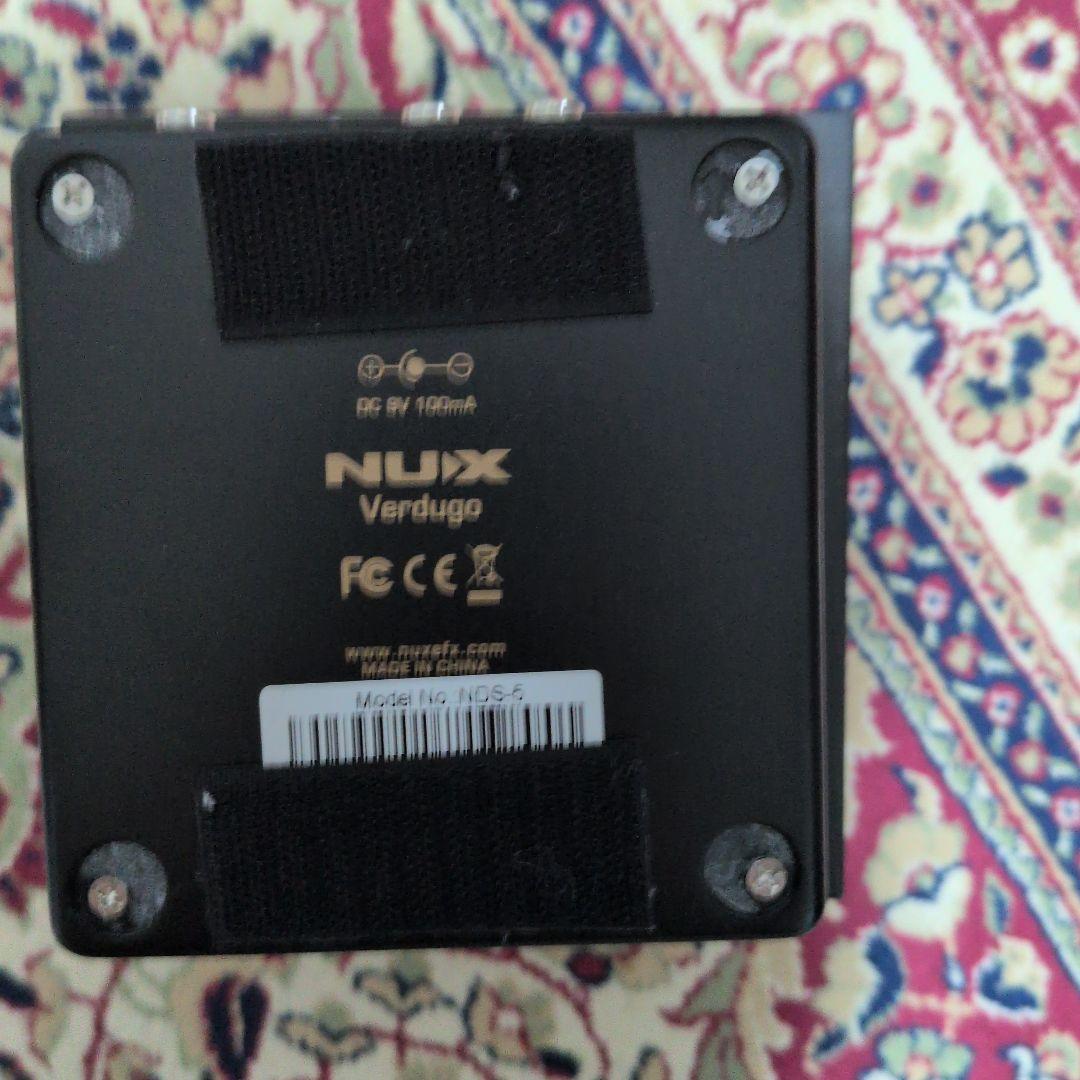 DC 9V 100mA
NUX
Verdugo
FC CE
www.nuxefx.com
MADE IN CHINA
Model No.:NDS-6